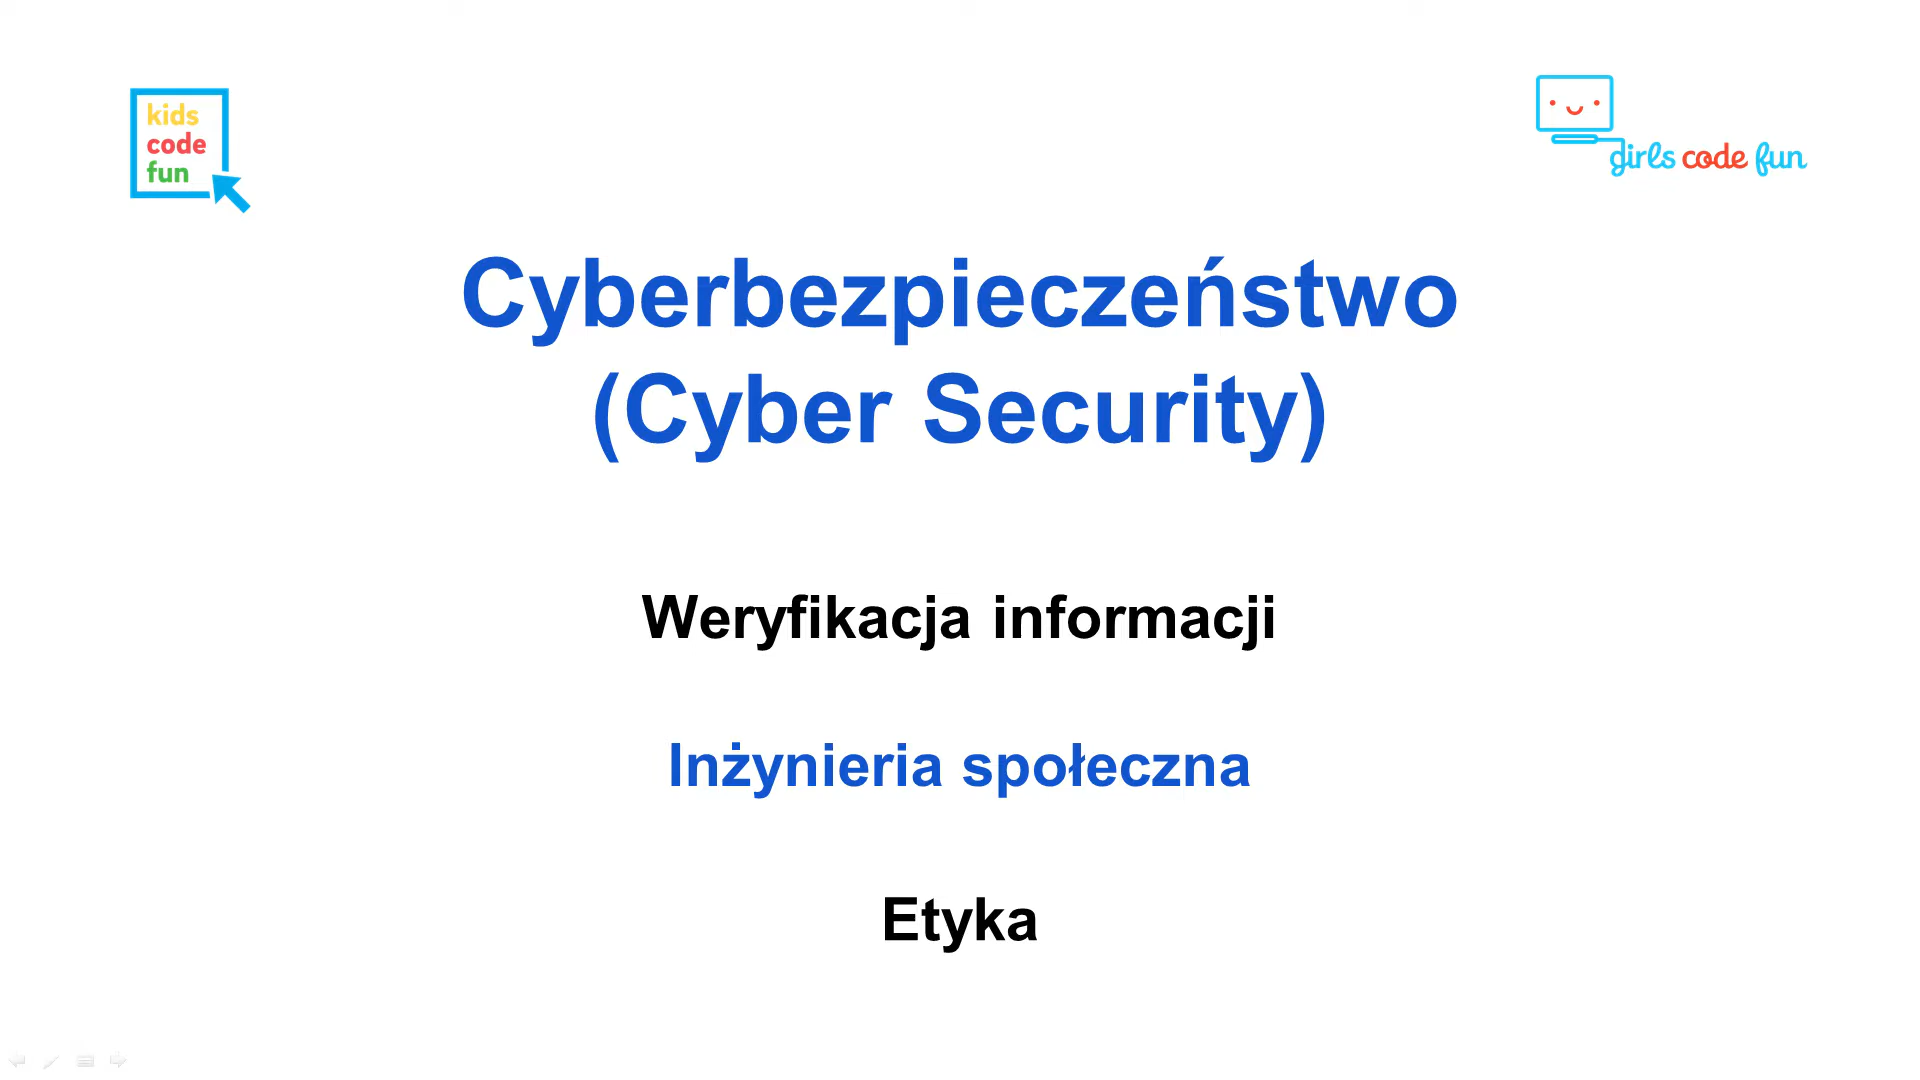 kids
code
fun
girls code fun
Cyberbezpieczeństwo
(Cyber Security)
Weryfikacja informacji
Inżynieria społeczna
Etyka